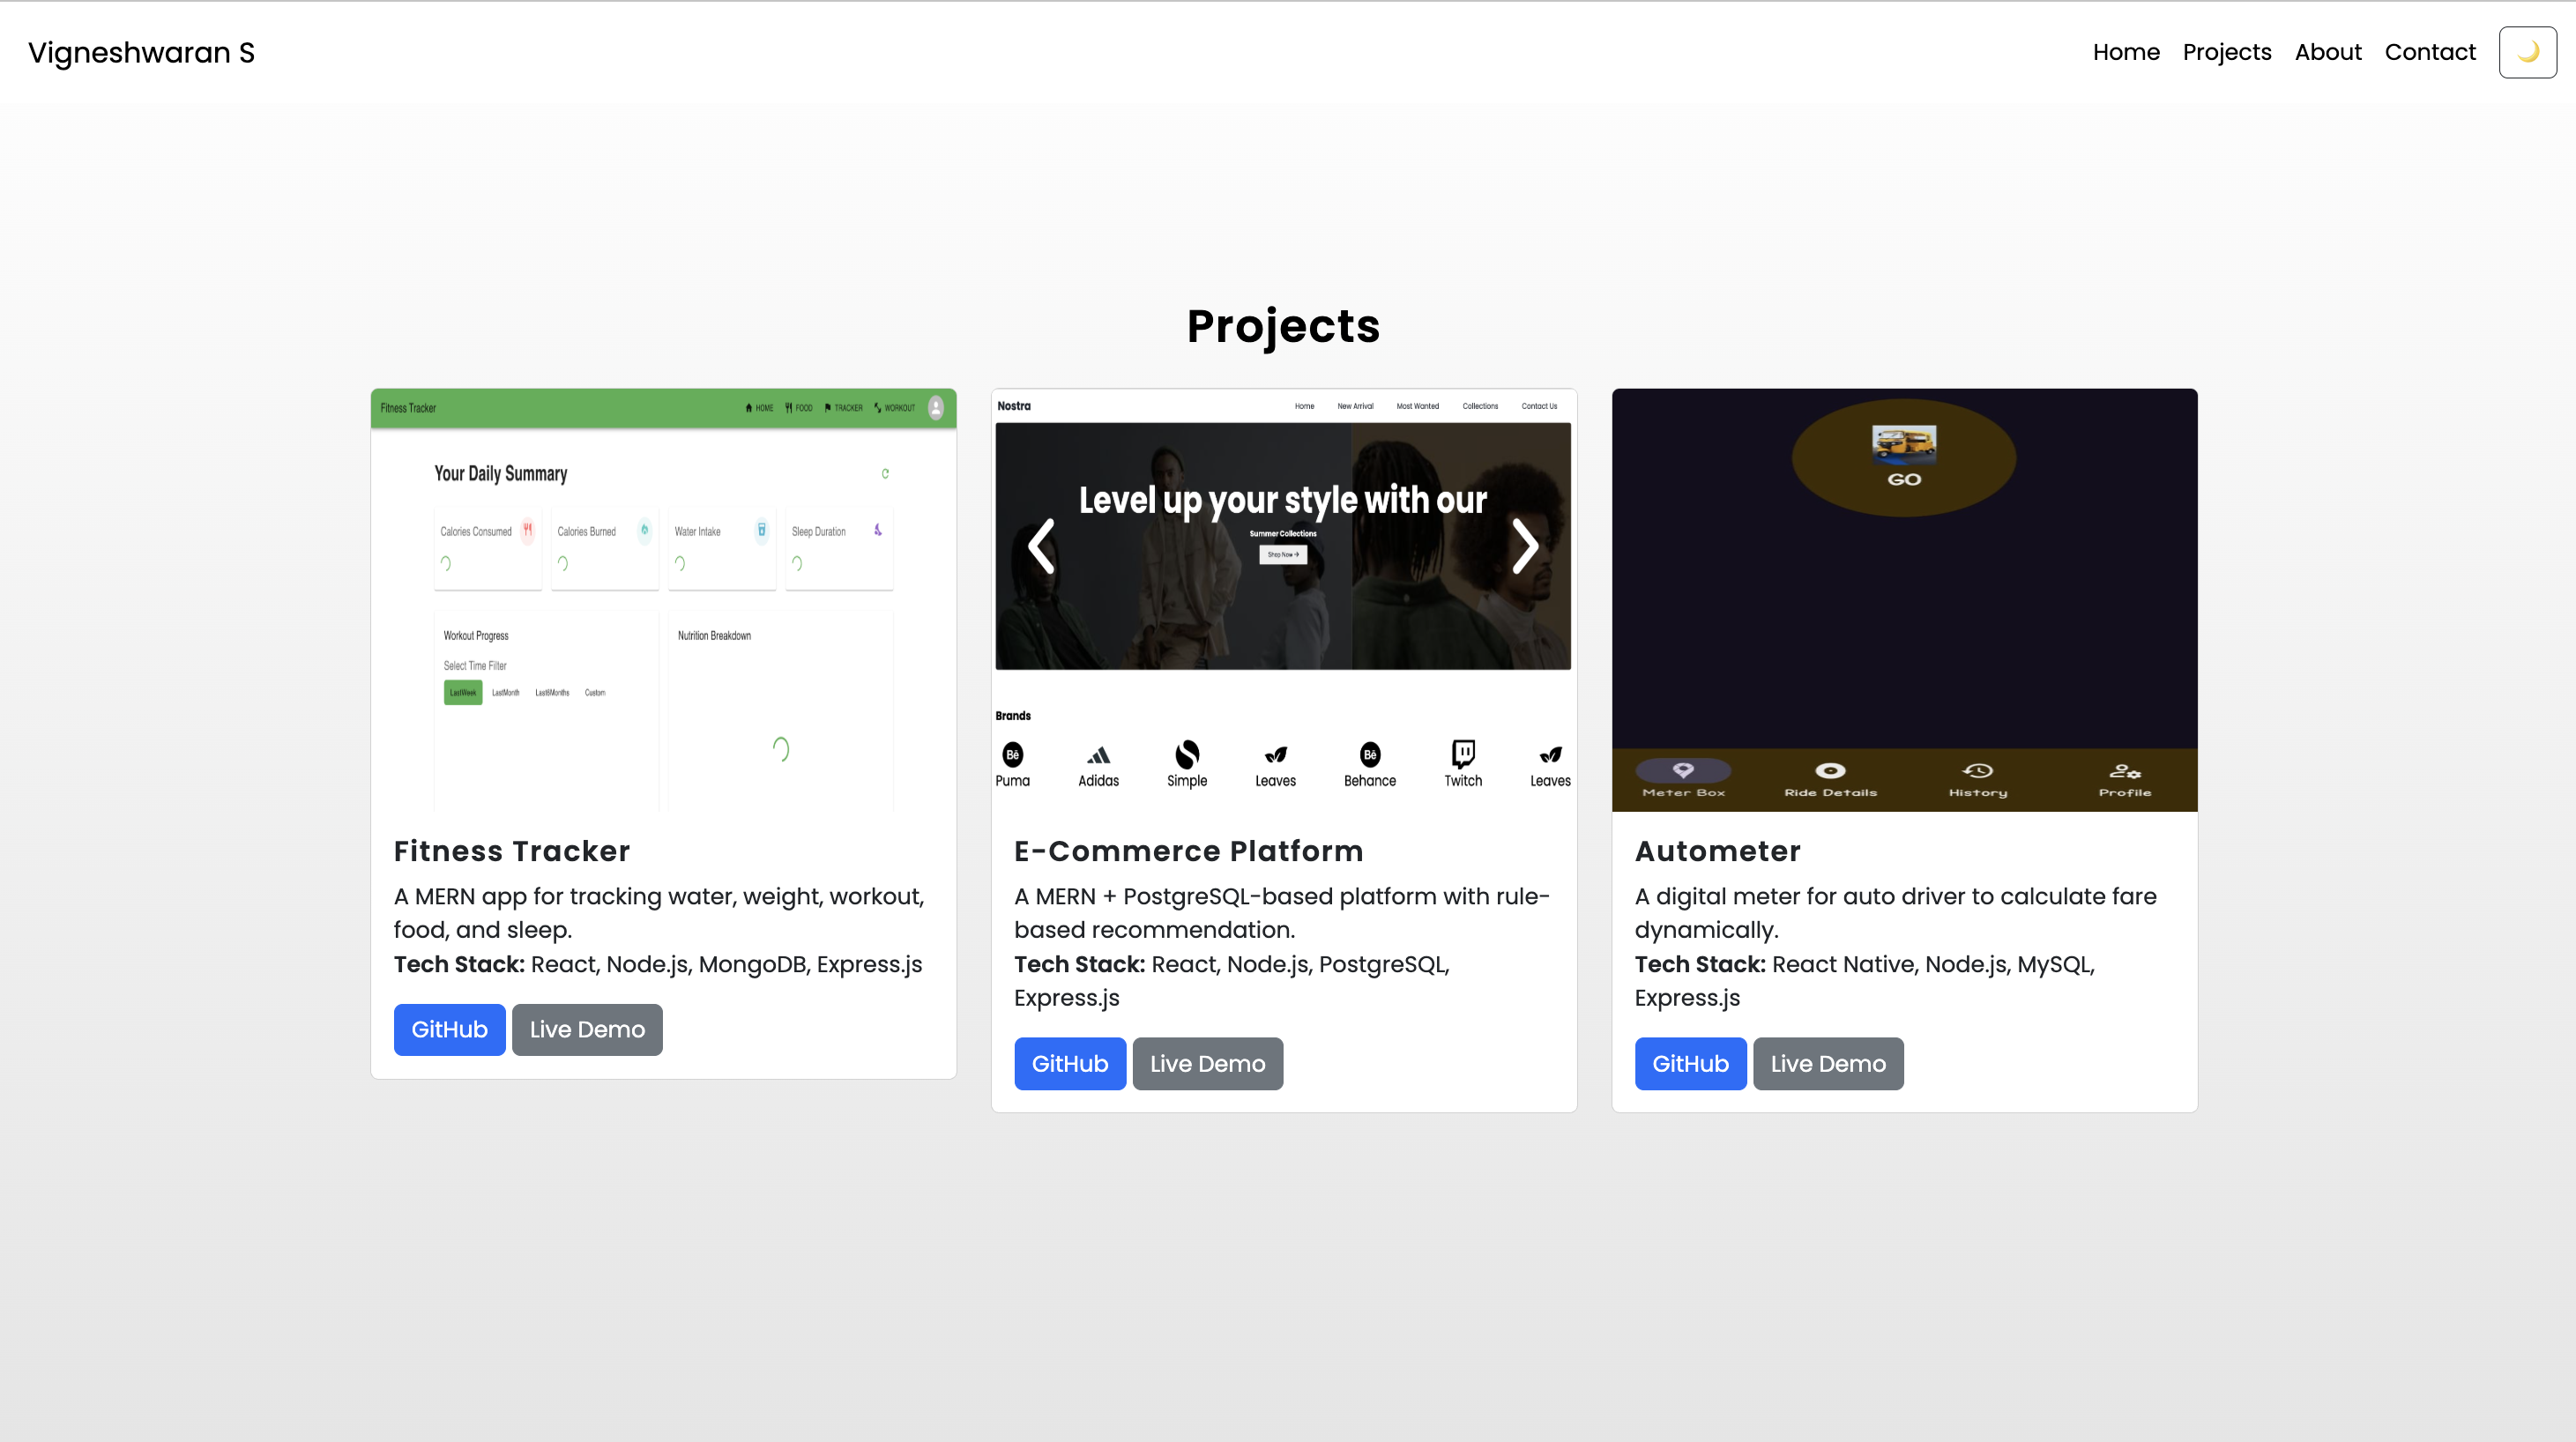 Vigneshwaran S
Home Projects About Contact
Projects
Fitness Tracker HOME FOOD TRACKER WORKOUT
Your Daily Summary
Calories Consumed Calories Burned Water Intake Sleep Duration
Workout Progress Nutrition Breakdown
Select Time Filter
LastWeek LastMonth Last6Months Custom
Fitness Tracker
A MERN app for tracking water, weight, workout,
food, and sleep.
Tech Stack: React, Node.js, MongoDB, Express.js
GitHub Live Demo
Nostra Home New Arrival Most Wanted Collections Contact Us
Level up your style with our
Summer Collections
Shop Now →
Brands
Bē Bē
Puma Adidas Simple Leaves Behance Twitch Leaves
E-Commerce Platform
A MERN + PostgreSQL-based platform with rule-
based recommendation.
Tech Stack: React, Node.js, PostgreSQL,
Express.js
GitHub Live Demo
GO
Meter Box Ride Details History Profile
Autometer
A digital meter for auto driver to calculate fare
dynamically.
Tech Stack: React Native, Node.js, MySQL,
Express.js
GitHub Live Demo